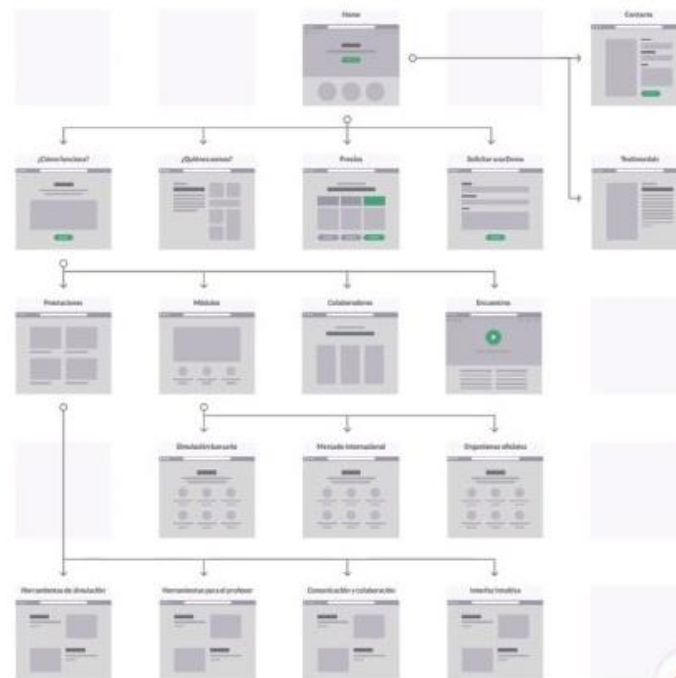 Home
Contacto
¿Cómo funciona?
¿Quiénes somos?
Precios
Solicitar una Demo
Testimonials
Prestaciones
Módulos
Colaboradores
Encuentros
Simulación bancaria
Mercado internacional
Organismos oficiales
Herramientas de simulación
Herramientas para el profesor
Comunicación y colaboración
Interfaz intuitiva